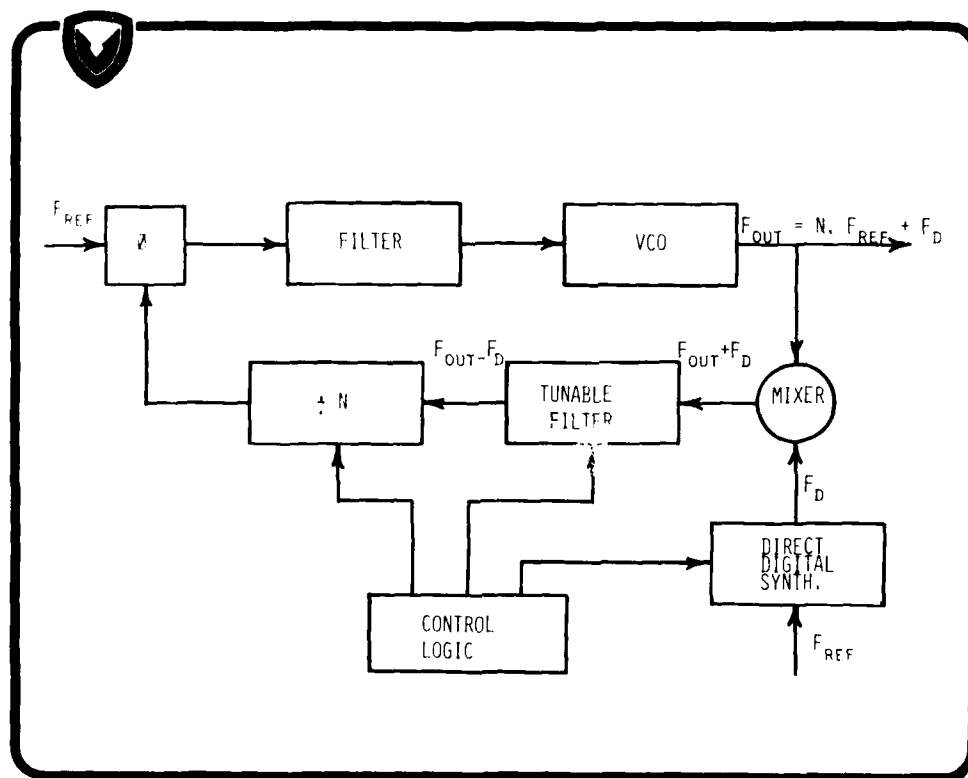 F_REF
Ø
FILTER
VCO
F_OUT = N. F_REF + F_D
÷ N
F_OUT-F_D
TUNABLE
FILTER
F_OUT+F_D
MIXER
F_D
DIRECT
DIGITAL
SYNTH.
CONTROL
LOGIC
F_REF